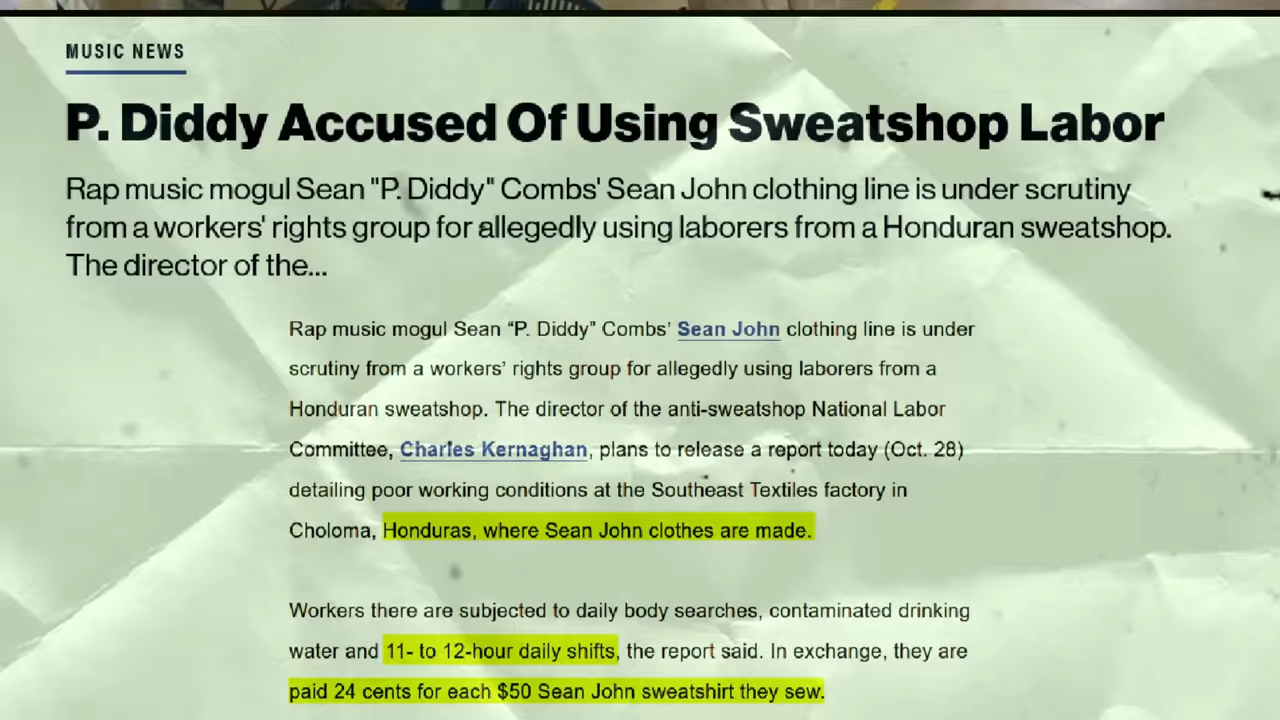 MUSIC NEWS
P. Diddy Accused Of Using Sweatshop Labor
Rap music mogul Sean "P. Diddy" Combs' Sean John clothing line is under scrutiny
from a workers' rights group for allegedly using laborers from a Honduran sweatshop.
The director of the...
Rap music mogul Sean “P. Diddy” Combs’ Sean John clothing line is under
scrutiny from a workers’ rights group for allegedly using laborers from a
Honduran sweatshop. The director of the anti-sweatshop National Labor
Committee, Charles Kernaghan, plans to release a report today (Oct. 28)
detailing poor working conditions at the Southeast Textiles factory in
Choloma, Honduras, where Sean John clothes are made.
Workers there are subjected to daily body searches, contaminated drinking
water and 11- to 12-hour daily shifts, the report said. In exchange, they are
paid 24 cents for each $50 Sean John sweatshirt they sew.